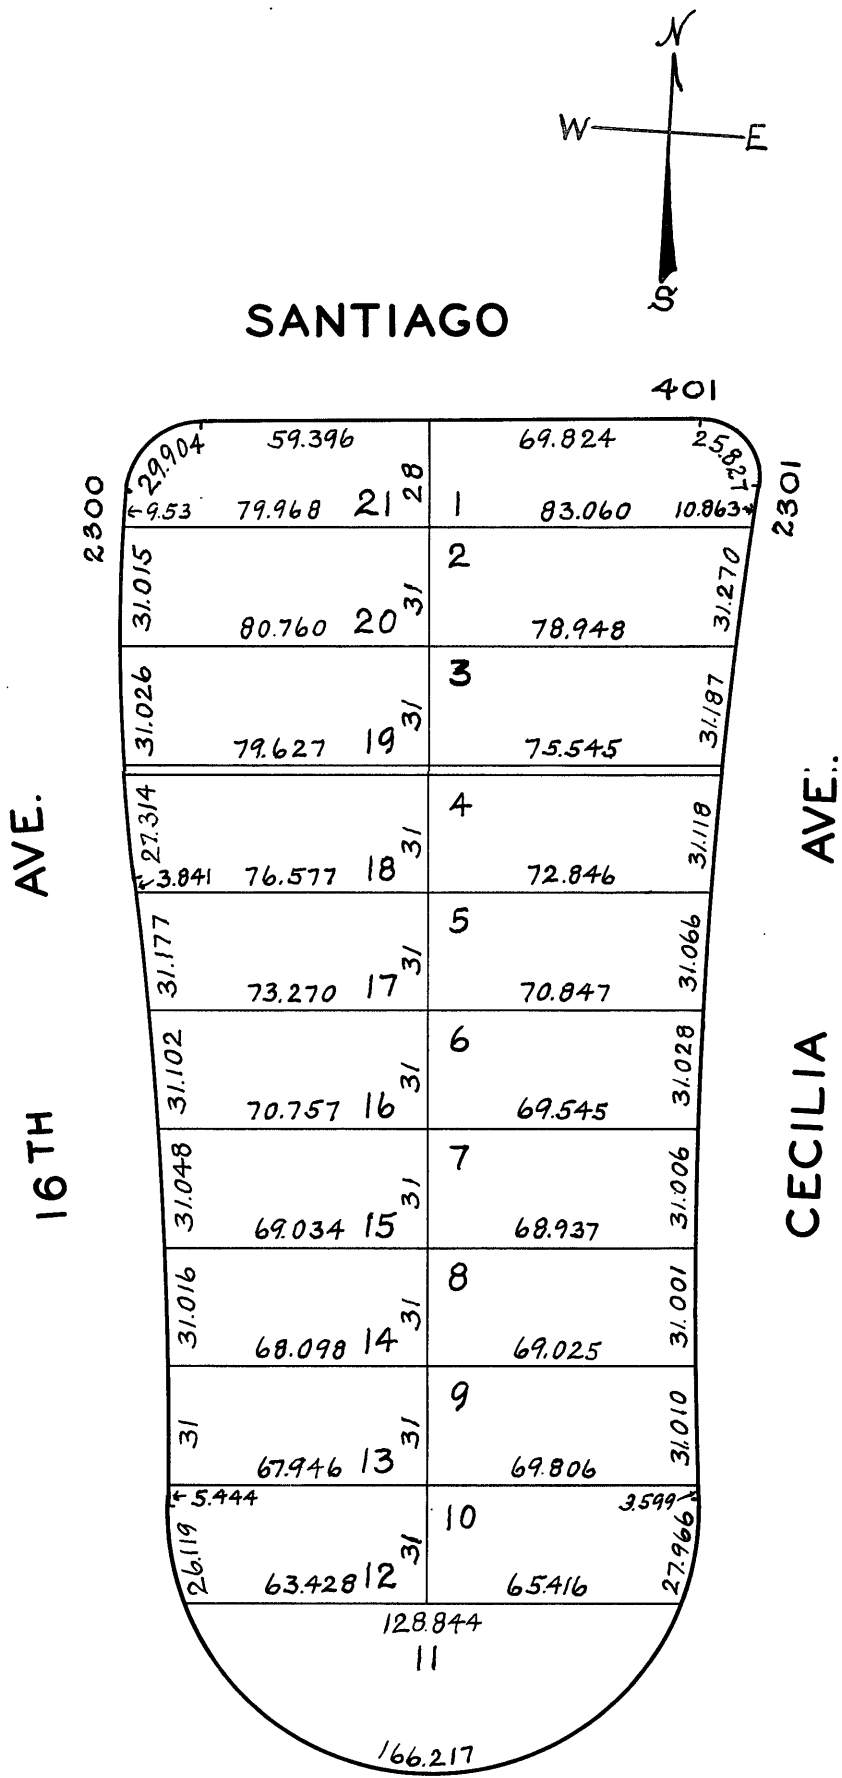 N
W E
S
SANTIAGO
401
59.396 69.824
29.904 25.827
2300 2301
28
←9.53 79.968 21 1 83.060 10.863
31.015 2 31.270
31
80.760 20 78.948
31.026 3 31.187
31
79.627 19 75.545
27.314 4 31.118
31
3.841 76.577 18 72.846
31.177 5 31.066
31
73.270 17 70.847
31.102 6 31.028
31
70.757 16 69.545
31.048 7 31.006
31
69.034 15 68.937
31.016 8 31.001
31
68.098 14 69.025
31 9 31.010
31
67.946 13 69.806
←5.444 3.599
26.119 10 27.966
31
63.428 12 65.416
128.844
11
166.217
16TH AVE.
CECILIA AVE.